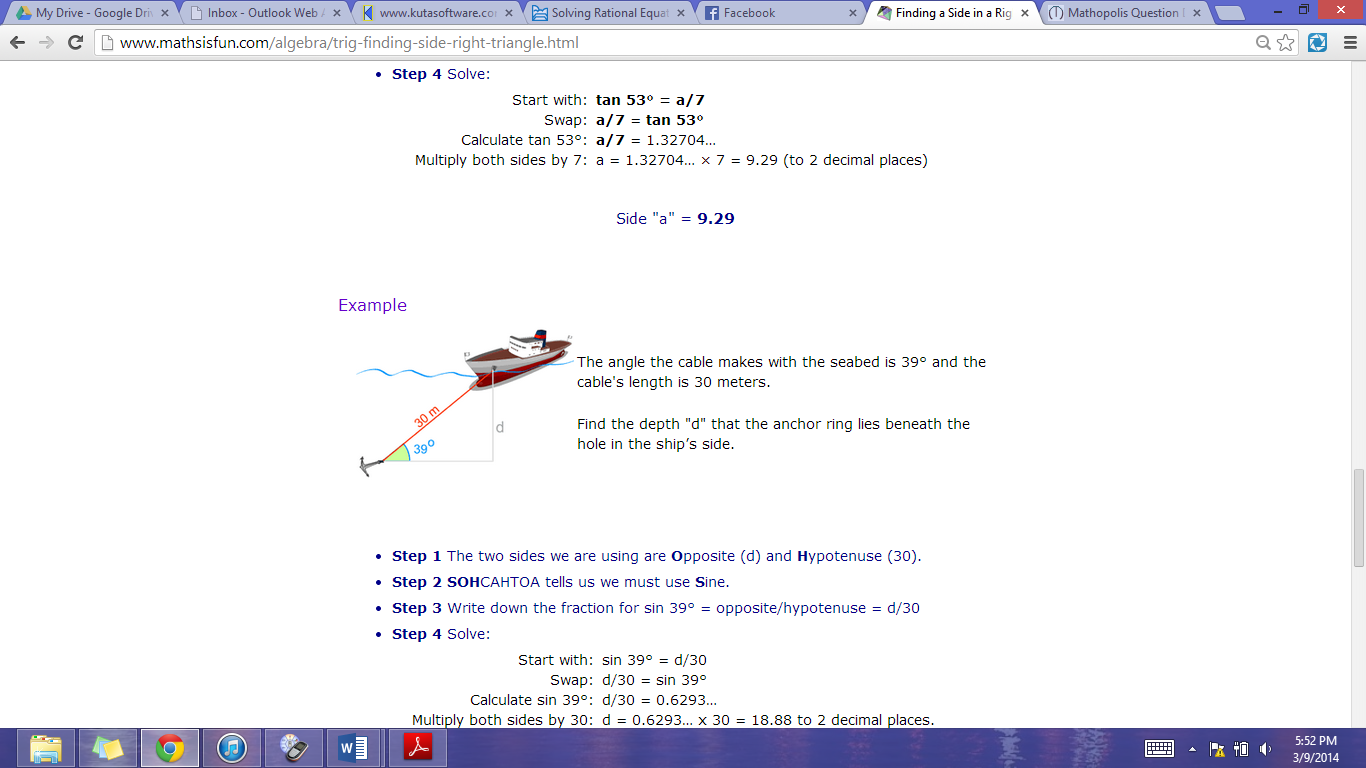 My Drive - Google Driv
Inbox - Outlook Web A
www.kutasoftware.com
Solving Rational Equat
Facebook
Finding a Side in a Rig
Mathopolis Question D
www.mathsisfun.com/algebra/trig-finding-side-right-triangle.html
• Step 4 Solve:
Start with: tan 53° = a/7
Swap: a/7 = tan 53°
Calculate tan 53°: a/7 = 1.32704...
Multiply both sides by 7: a = 1.32704... × 7 = 9.29 (to 2 decimal places)
Side "a" = 9.29
Example
The angle the cable makes with the seabed is 39° and the
cable's length is 30 meters.
Find the depth "d" that the anchor ring lies beneath the
hole in the ship’s side.
30 m
d
39°
• Step 1 The two sides we are using are Opposite (d) and Hypotenuse (30).
• Step 2 SOHCAHTOA tells us we must use Sine.
• Step 3 Write down the fraction for sin 39° = opposite/hypotenuse = d/30
• Step 4 Solve:
Start with: sin 39° = d/30
Swap: d/30 = sin 39°
Calculate sin 39°: d/30 = 0.6293...
Multiply both sides by 30: d = 0.6293... x 30 = 18.88 to 2 decimal places.
5:52 PM
3/9/2014